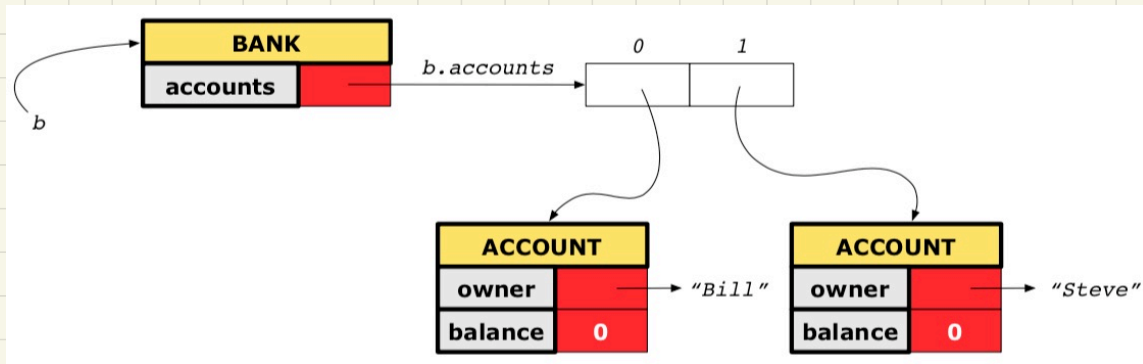 BANK
accounts
b
b.accounts
0 1
ACCOUNT
owner
"Bill"
balance 0
ACCOUNT
owner
"Steve"
balance 0